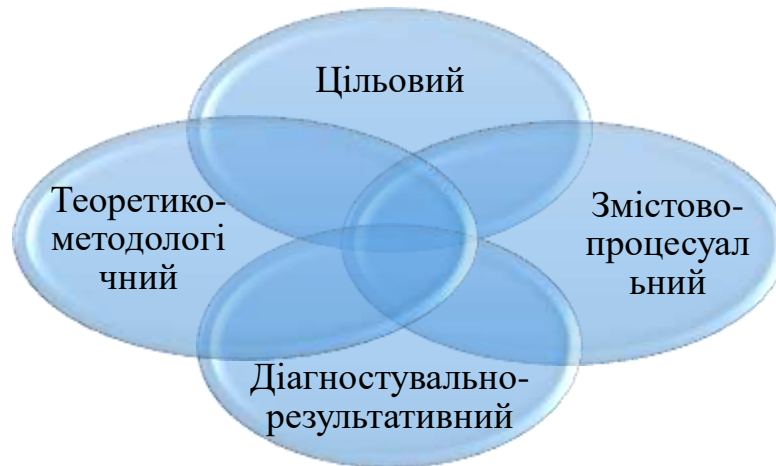 Цільовий
Теоретико-
методологі
чний
Змістово-
процесуал
ьний
Діагностувально-
результативний